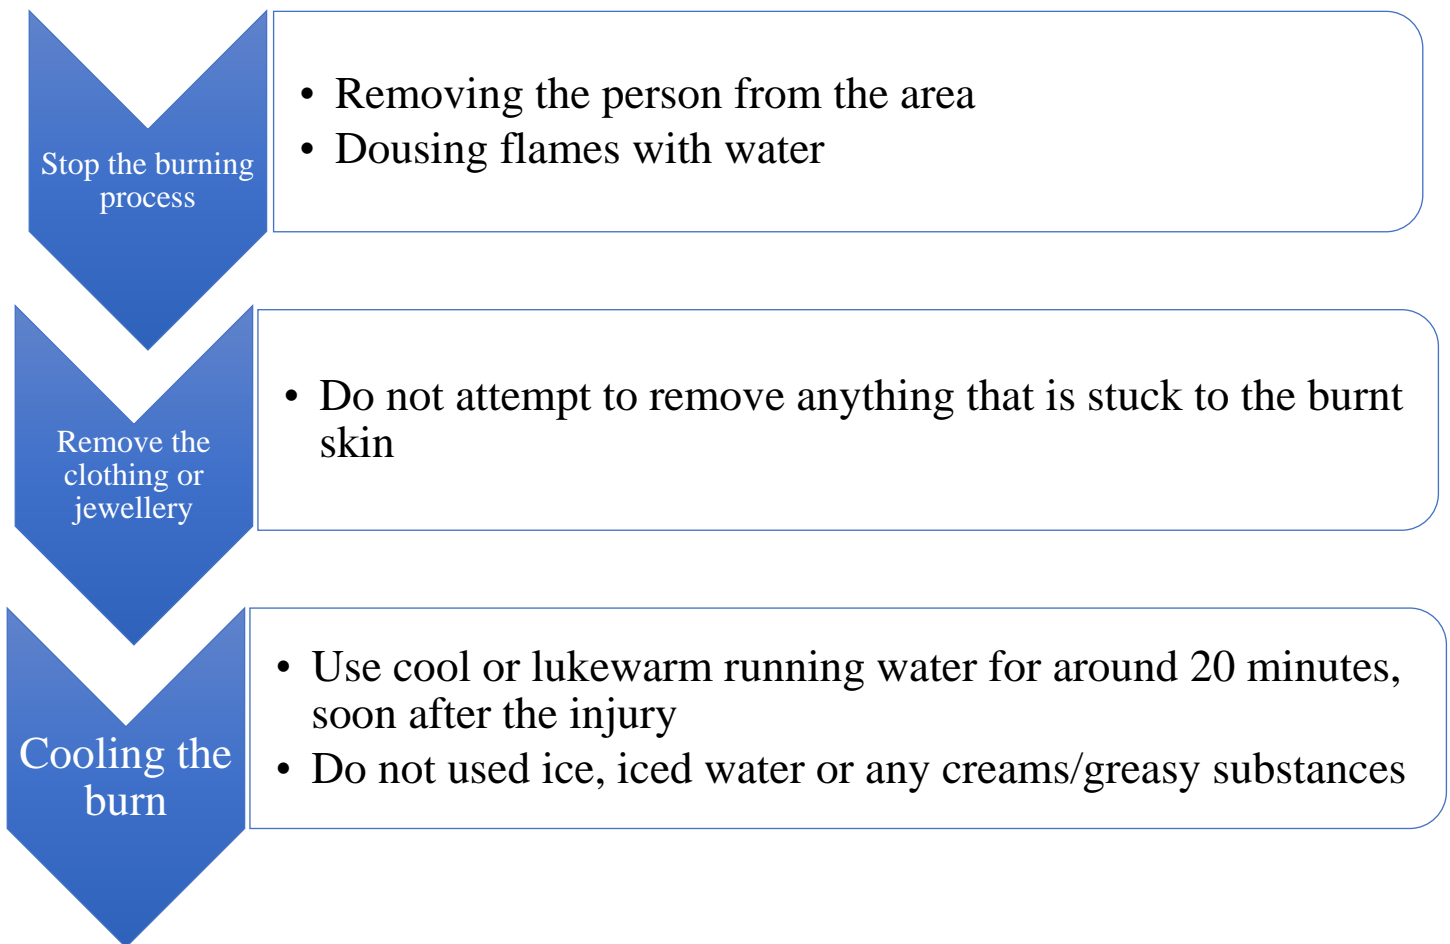 Stop the burning
process
• Removing the person from the area
• Dousing flames with water
Remove the
clothing or
jewellery
• Do not attempt to remove anything that is stuck to the burnt
skin
Cooling the
burn
• Use cool or lukewarm running water for around 20 minutes,
soon after the injury
• Do not used ice, iced water or any creams/greasy substances